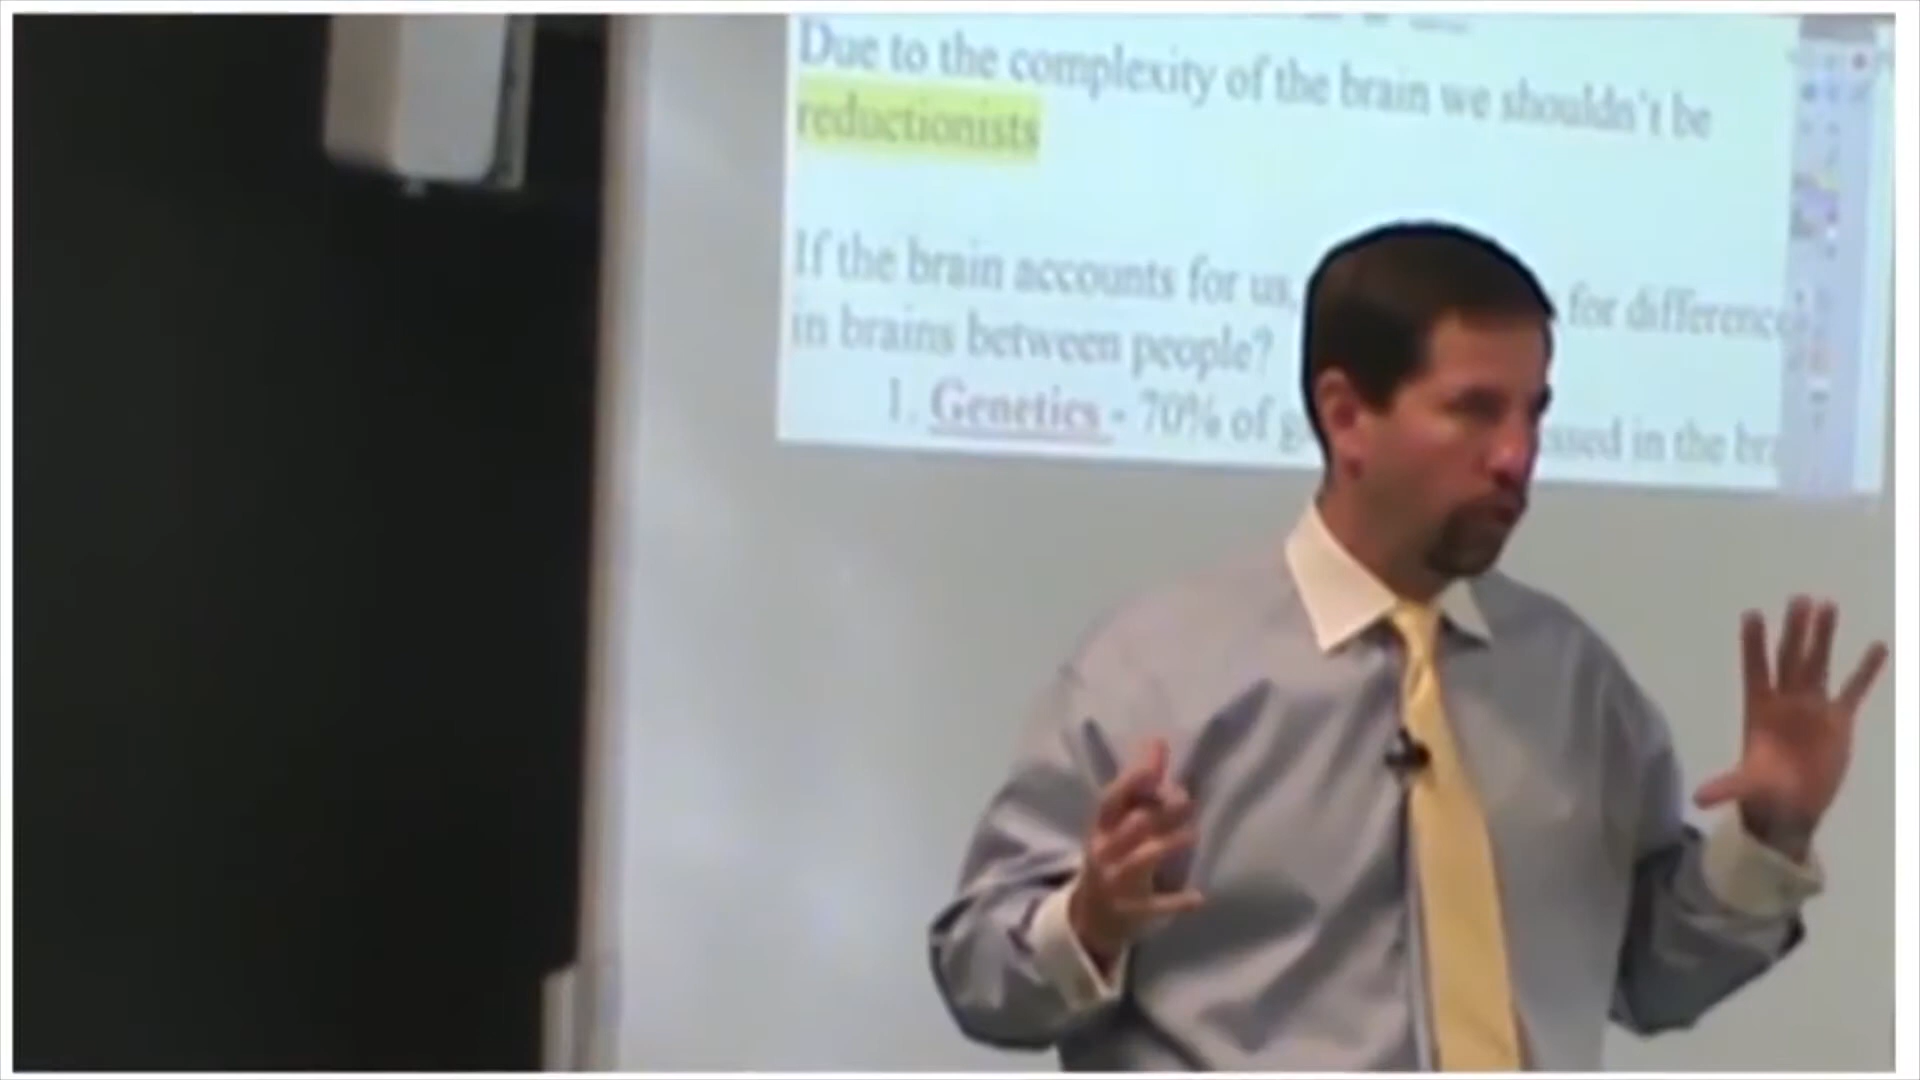 Due to the complexity of the brain we shouldn't be
reductionists
If the brain accounts for us, for difference
in brains between people?
1. Genetics - 70% of in the